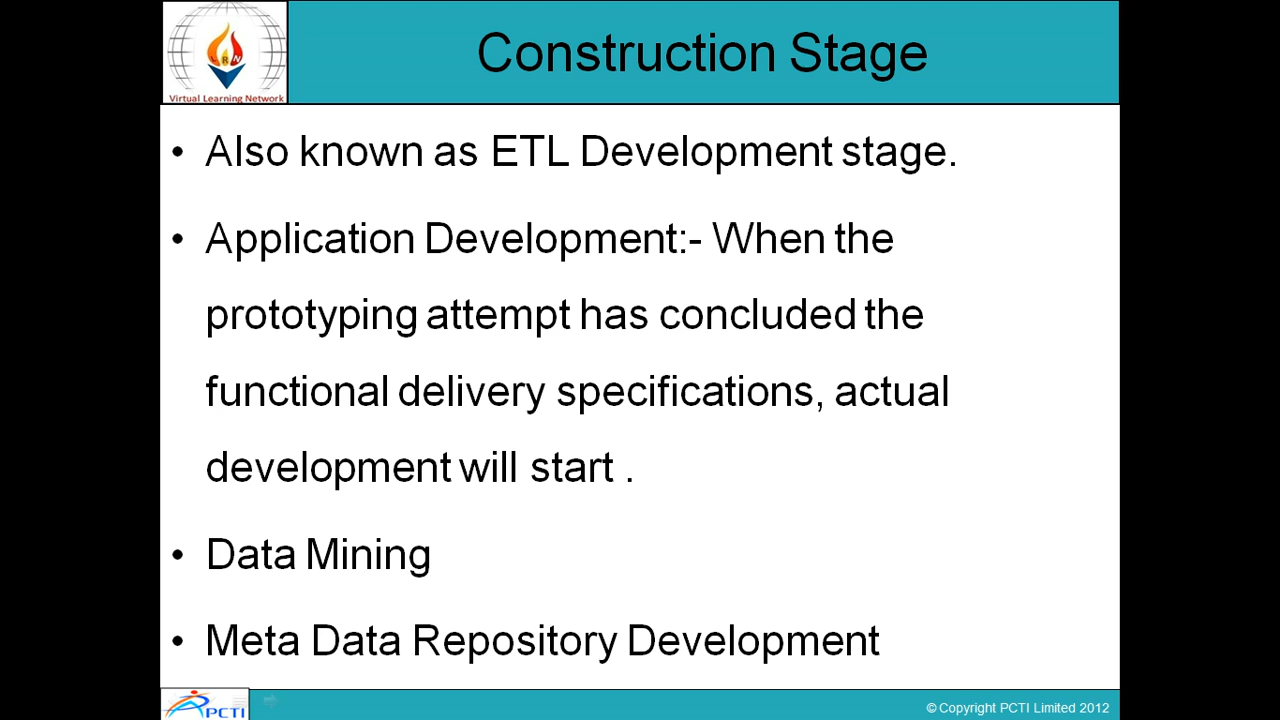 LRN
Virtual Learning Network
Construction Stage
• Also known as ETL Development stage.
• Application Development:- When the
prototyping attempt has concluded the
functional delivery specifications, actual
development will start .
• Data Mining
• Meta Data Repository Development
PCTI
© Copyright PCTI Limited 2012